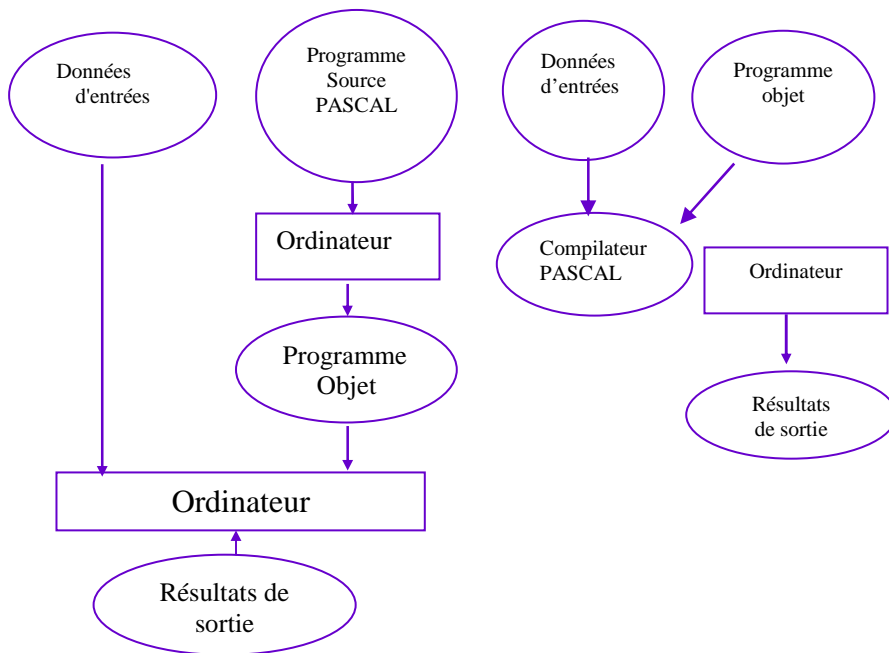 Données
d'entrées
Programme
Source
PASCAL
Données
d’entrées
Programme
objet
Ordinateur
Compilateur
PASCAL
Ordinateur
Programme
Objet
Résultats
de sortie
Ordinateur
Résultats de
sortie